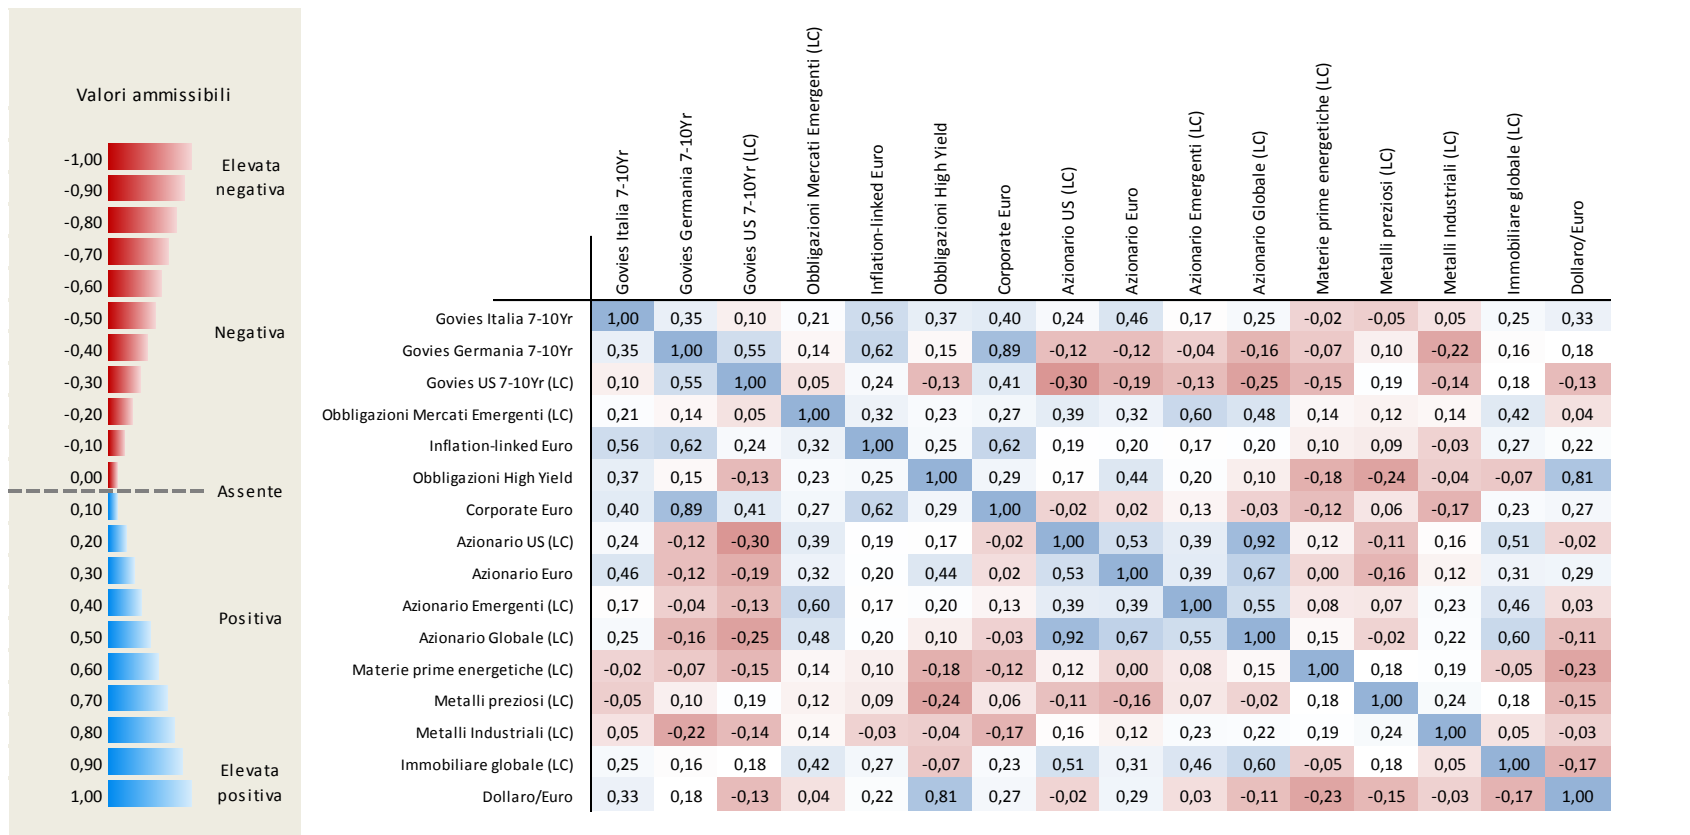 Valori ammissibili
-1,00
Elevata
negativa
-0,90
-0,80
-0,70
-0,60
-0,50
Negativa
-0,40
-0,30
-0,20
-0,10
0,00
Assente
0,10
0,20
0,30
0,40
Positiva
0,50
0,60
0,70
0,80
0,90
Elevata
positiva
1,00
Govies Italia 7-10Yr
Govies Germania 7-10Yr
Govies US 7-10Yr (LC)
Obbligazioni Mercati Emergenti (LC)
Inflation-linked Euro
Obbligazioni High Yield
Corporate Euro
Azionario US (LC)
Azionario Euro
Azionario Emergenti (LC)
Azionario Globale (LC)
Materie prime energetiche (LC)
Metalli preziosi (LC)
Metalli Industriali (LC)
Immobiliare globale (LC)
Dollaro/Euro
Govies Italia 7-10Yr 1,00 0,35 0,10 0,21 0,56 0,37 0,40 0,24 0,46 0,17 0,25 -0,02 -0,05 0,05 0,25 0,33
Govies Germania 7-10Yr 0,35 1,00 0,55 0,14 0,62 0,15 0,89 -0,12 -0,12 -0,04 -0,16 -0,07 0,10 -0,22 0,16 0,18
Govies US 7-10Yr (LC) 0,10 0,55 1,00 0,05 0,24 -0,13 0,41 -0,30 -0,19 -0,13 -0,25 -0,15 0,19 -0,14 0,18 -0,13
Obbligazioni Mercati Emergenti (LC) 0,21 0,14 0,05 1,00 0,32 0,23 0,27 0,39 0,32 0,60 0,48 0,14 0,12 0,14 0,42 0,04
Inflation-linked Euro 0,56 0,62 0,24 0,32 1,00 0,25 0,62 0,19 0,20 0,17 0,20 0,10 0,09 -0,03 0,27 0,22
Obbligazioni High Yield 0,37 0,15 -0,13 0,23 0,25 1,00 0,29 0,17 0,44 0,20 0,10 -0,18 -0,24 -0,04 -0,07 0,81
Corporate Euro 0,40 0,89 0,41 0,27 0,62 0,29 1,00 -0,02 0,02 0,13 -0,03 -0,12 0,06 -0,17 0,23 0,27
Azionario US (LC) 0,24 -0,12 -0,30 0,39 0,19 0,17 -0,02 1,00 0,53 0,39 0,92 0,12 -0,11 0,16 0,51 -0,02
Azionario Euro 0,46 -0,12 -0,19 0,32 0,20 0,44 0,02 0,53 1,00 0,39 0,67 0,00 -0,16 0,12 0,31 0,29
Azionario Emergenti (LC) 0,17 -0,04 -0,13 0,60 0,17 0,20 0,13 0,39 0,39 1,00 0,55 0,08 0,07 0,23 0,46 0,03
Azionario Globale (LC) 0,25 -0,16 -0,25 0,48 0,20 0,10 -0,03 0,92 0,67 0,55 1,00 0,15 -0,02 0,22 0,60 -0,11
Materie prime energetiche (LC) -0,02 -0,07 -0,15 0,14 0,10 -0,18 -0,12 0,12 0,00 0,08 0,15 1,00 0,18 0,19 -0,05 -0,23
Metalli preziosi (LC) -0,05 0,10 0,19 0,12 0,09 -0,24 0,06 -0,11 -0,16 0,07 -0,02 0,18 1,00 0,24 0,18 -0,15
Metalli Industriali (LC) 0,05 -0,22 -0,14 0,14 -0,03 -0,04 -0,17 0,16 0,12 0,23 0,22 0,19 0,24 1,00 0,05 -0,03
Immobiliare globale (LC) 0,25 0,16 0,18 0,42 0,27 -0,07 0,23 0,51 0,31 0,46 0,60 -0,05 0,18 0,05 1,00 -0,17
Dollaro/Euro 0,33 0,18 -0,13 0,04 0,22 0,81 0,27 -0,02 0,29 0,03 -0,11 -0,23 -0,15 -0,03 -0,17 1,00